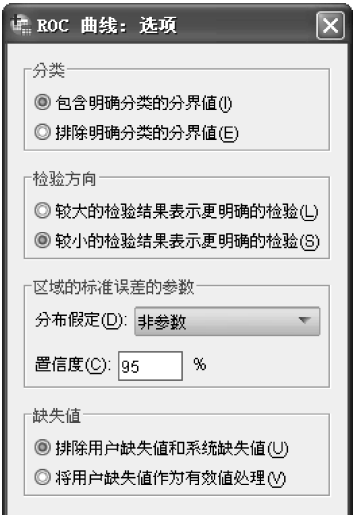 ROC 曲线: 选项
分类
包含明确分类的分界值(I)
排除明确分类的分界值(E)
检验方向
较大的检验结果表示更明确的检验(L)
较小的检验结果表示更明确的检验(S)
区域的标准误差的参数
分布假定(D): 非参数
置信度(C): 95 %
缺失值
排除用户缺失值和系统缺失值(U)
将用户缺失值作为有效值处理(V)